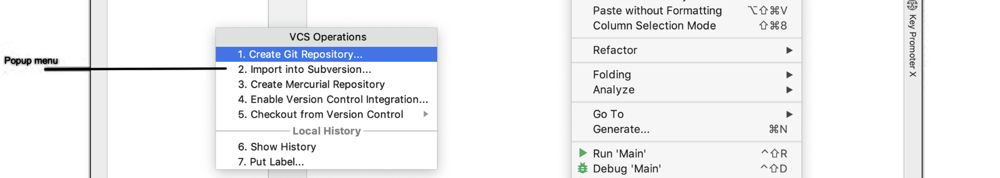 Popup menu
VCS Operations
1. Create Git Repository...
2. Import into Subversion...
3. Create Mercurial Repository
4. Enable Version Control Integration...
5. Checkout from Version Control
Local History
6. Show History
7. Put Label...
Paste without Formatting ⌥⇧⌘V
Column Selection Mode ⇧⌘8
Refactor
Folding
Analyze
Go To
Generate... ⌘N
Run 'Main' ^⇧R
Debug 'Main' ^⇧D
Key Promoter X